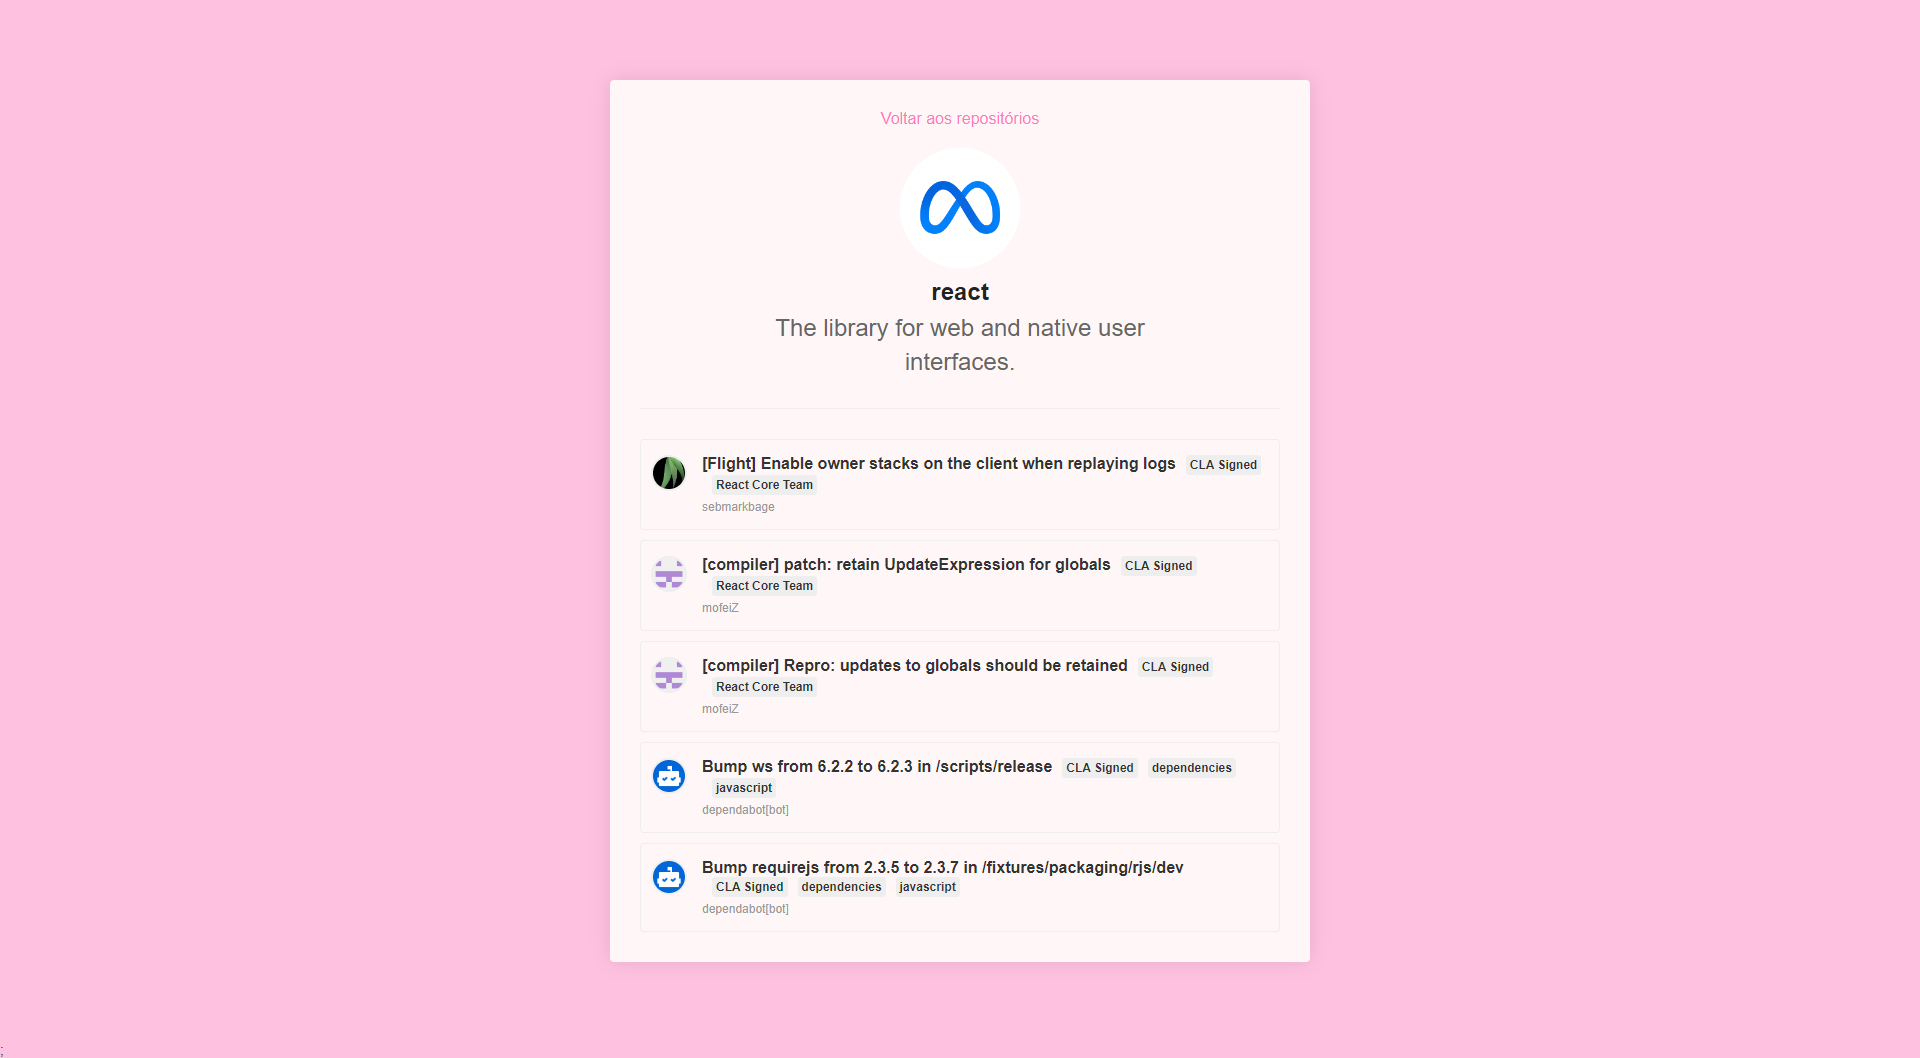 Voltar aos repositórios
react
The library for web and native user
interfaces.
[Flight] Enable owner stacks on the client when replaying logs CLA Signed
React Core Team
sebmarkbage
[compiler] patch: retain UpdateExpression for globals CLA Signed
React Core Team
mofeiZ
[compiler] Repro: updates to globals should be retained CLA Signed
React Core Team
mofeiZ
Bump ws from 6.2.2 to 6.2.3 in /scripts/release CLA Signed dependencies
javascript
dependabot[bot]
Bump requirejs from 2.3.5 to 2.3.7 in /fixtures/packaging/rjs/dev
CLA Signed dependencies javascript
dependabot[bot]
;